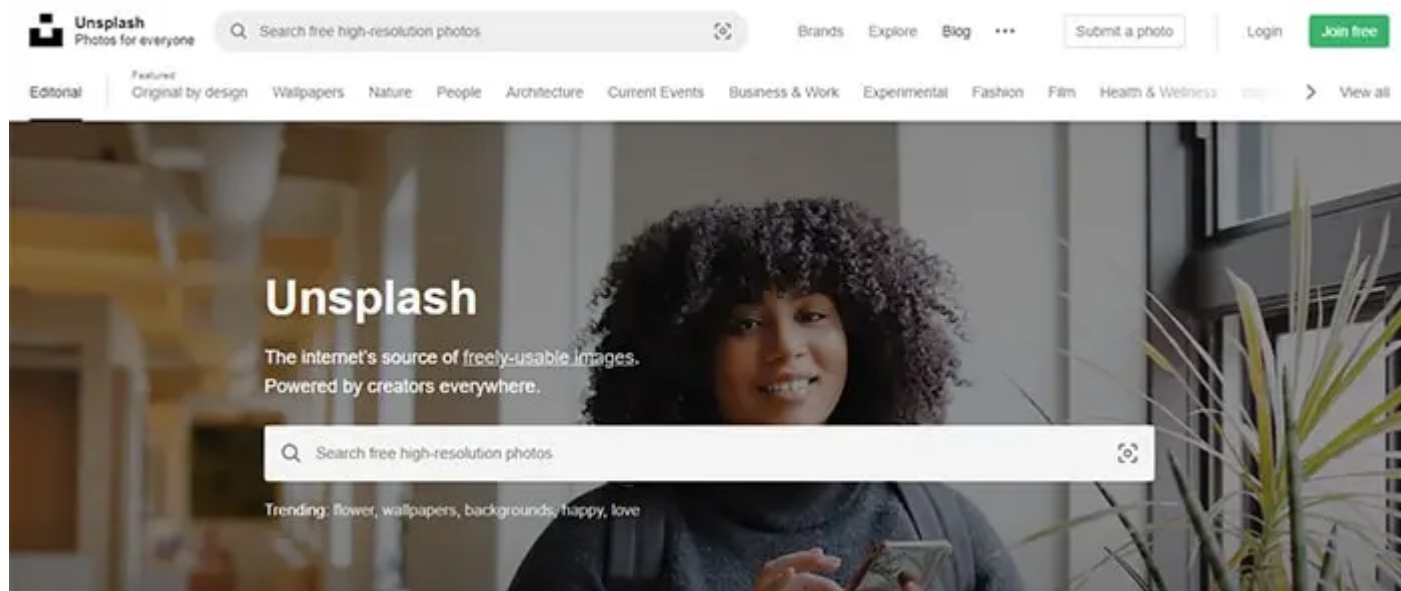 Unsplash
Photos for everyone
Search free high-resolution photos
Brands Explore Blog ••• Submit a photo Login Join free
Featured
Editorial Original by design Wallpapers Nature People Architecture Current Events Business & Work Experimental Fashion Film Health & Wellness View all
Unsplash
The internet's source of freely-usable images.
Powered by creators everywhere.
Search free high-resolution photos
Trending: flower, wallpapers, backgrounds, happy, love